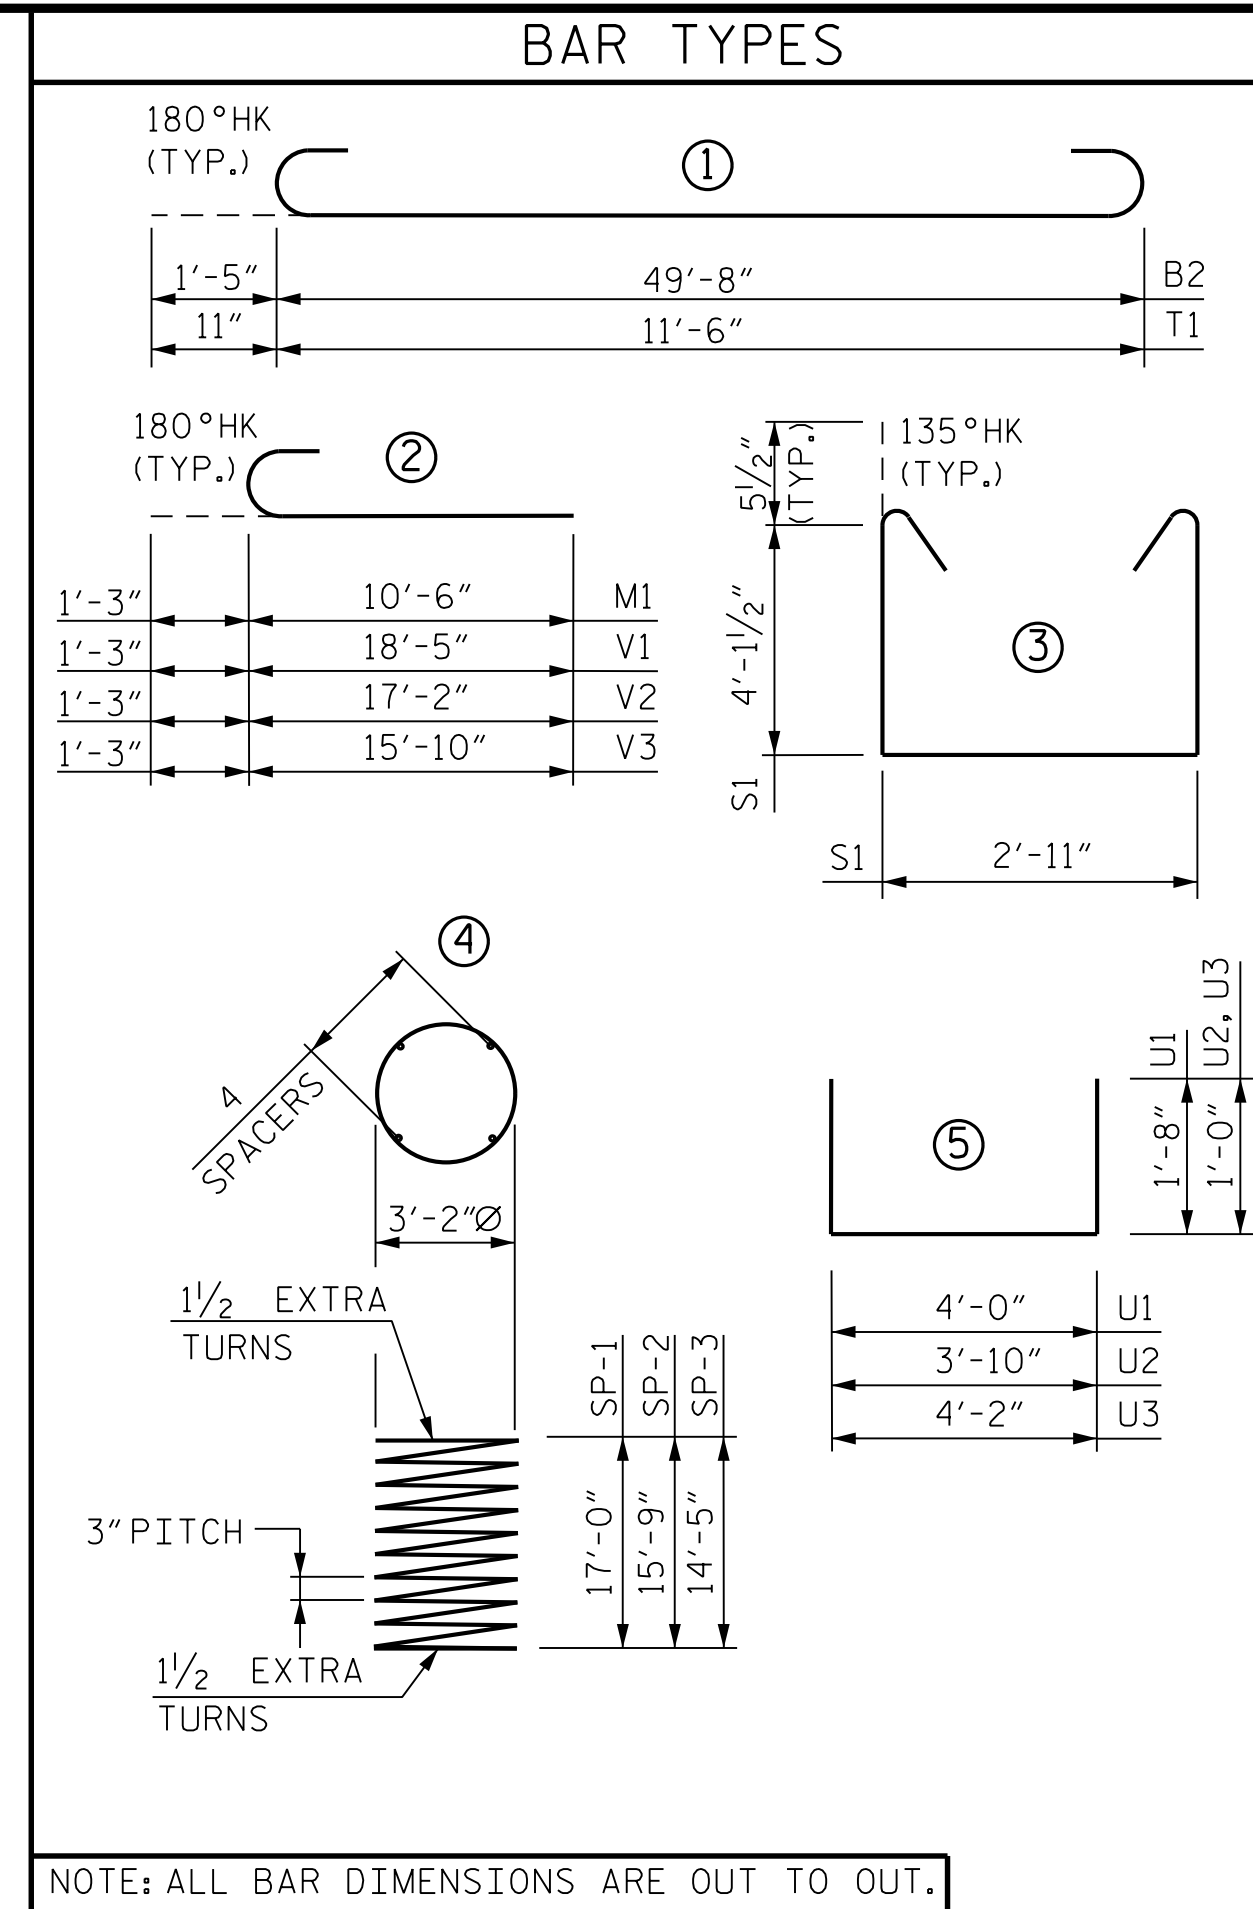 BAR TYPES
180°HK
(TYP.)
1
1'-5" 49'-8" B2
11" 11'-6" T1
180°HK
(TYP.)
2
1'-3" 10'-6" M1
1'-3" 18'-5" V1
1'-3" 17'-2" V2
1'-3" 15'-10" V3
5½"
(TYP.)
135°HK
(TYP.)
3
4'-1½"
S1
S1 2'-11"
4
4
SPACERS
3'-2"Ø
1½ EXTRA
TURNS
3" PITCH
1½ EXTRA
TURNS
SP-1
SP-2
SP-3
17'-0"
15'-9"
14'-5"
5
U1
U2, U3
1'-8"
1'-0"
4'-0" U1
3'-10" U2
4'-2" U3
NOTE: ALL BAR DIMENSIONS ARE OUT TO OUT.